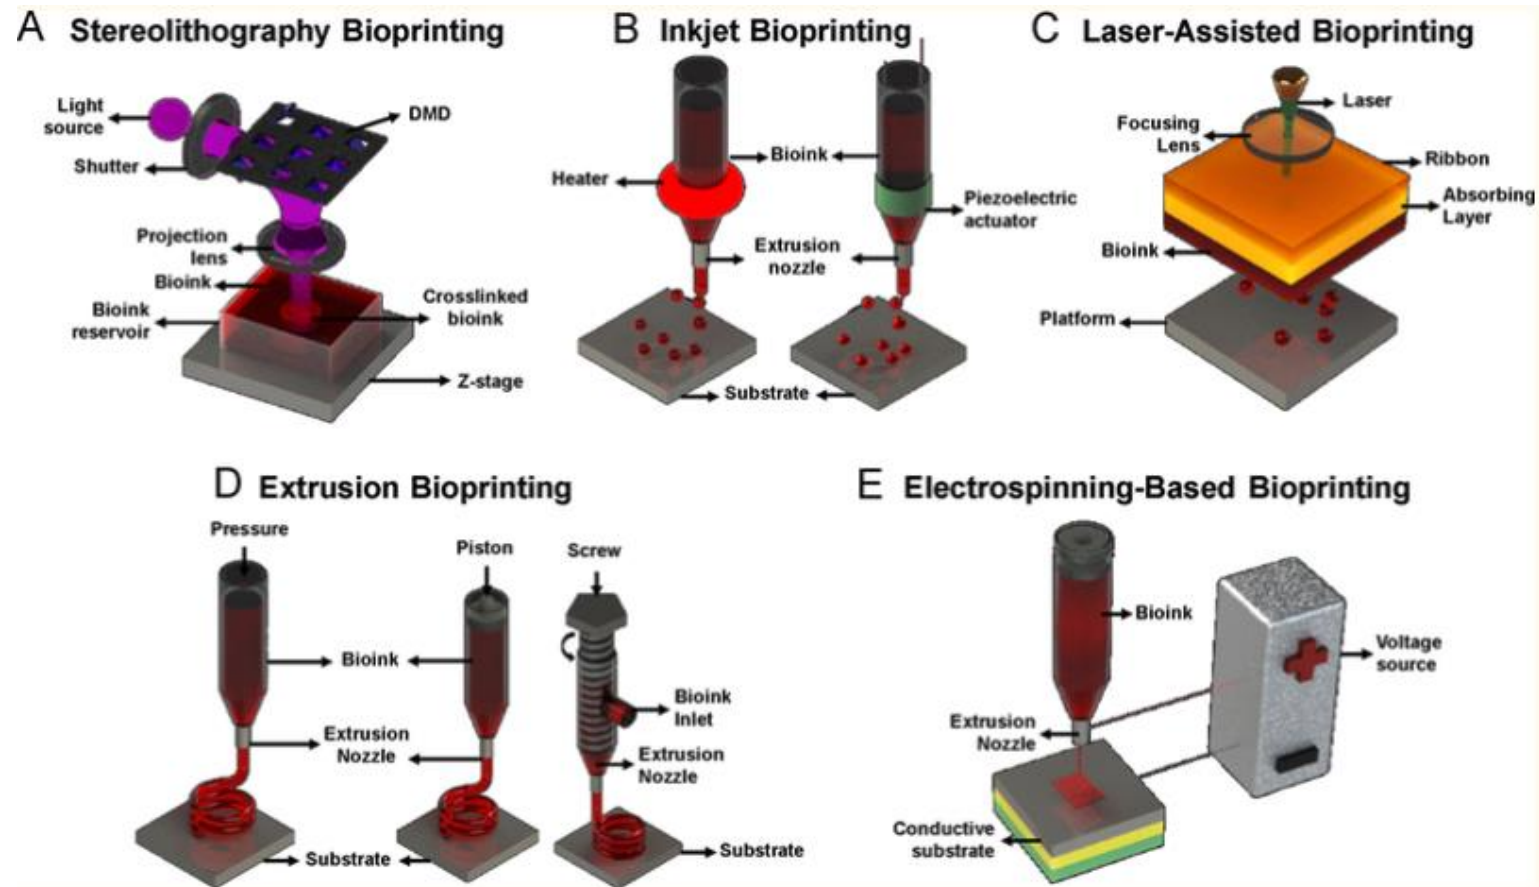 A Stereolithography Bioprinting
Light
source
DMD
Shutter
Projection
lens
Bioink
Bioink
reservoir
Crosslinked
bioink
Z-stage
B Inkjet Bioprinting
Bioink
Heater
Piezoelectric
actuator
Extrusion
nozzle
Substrate
C Laser-Assisted Bioprinting
Laser
Focusing
Lens
Ribbon
Absorbing
Layer
Bioink
Platform
D Extrusion Bioprinting
Pressure
Piston
Screw
Bioink
Bioink
Inlet
Extrusion
Nozzle
Extrusion
Nozzle
Substrate
Substrate
E Electrospinning-Based Bioprinting
Bioink
Voltage
source
Extrusion
Nozzle
Conductive
substrate